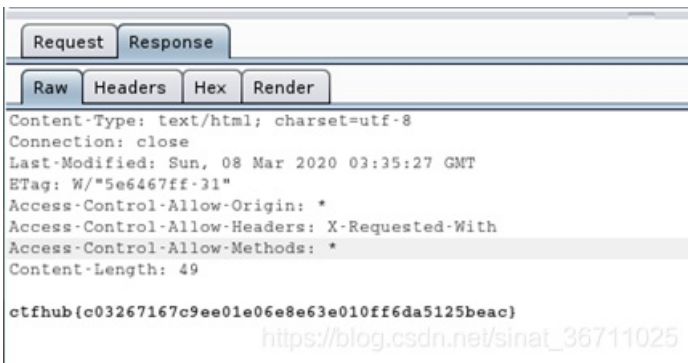 Request Response
Raw Headers Hex Render
Content-Type: text/html; charset=utf-8
Connection: close
Last-Modified: Sun, 08 Mar 2020 03:35:27 GMT
ETag: W/"5e6467ff-31"
Access-Control-Allow-Origin: *
Access-Control-Allow-Headers: X-Requested-With
Access-Control-Allow-Methods: *
Content-Length: 49
ctfhub{c03267167c9ee01e06e8e63e010ff6da5125beac}
https://blog.csdn.net/sinat_36711025